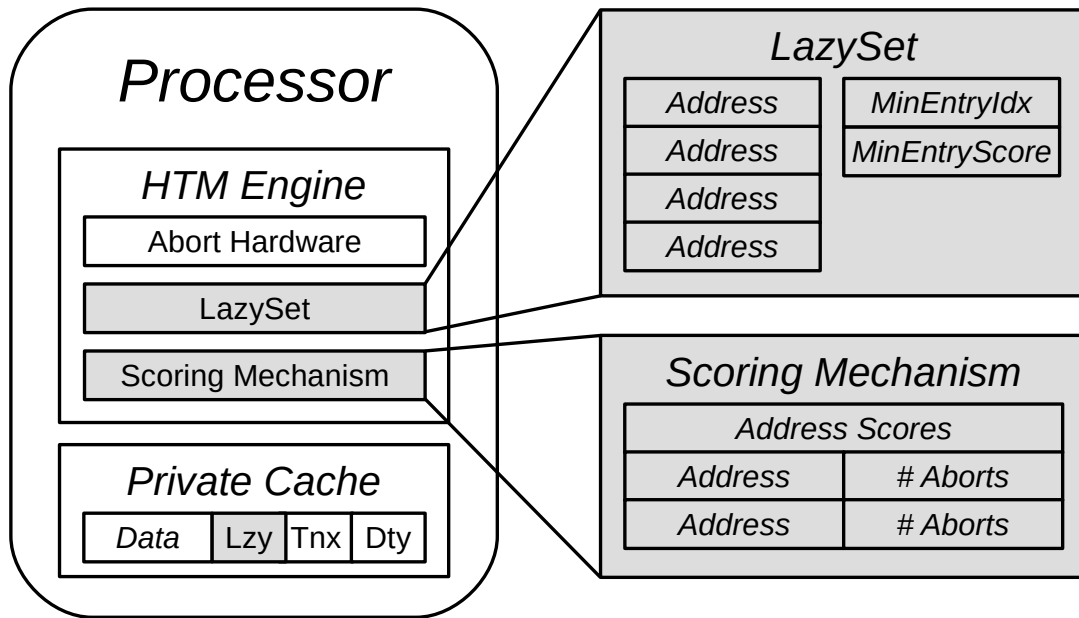 Processor
HTM Engine
Abort Hardware
LazySet
Scoring Mechanism
Private Cache
Data Lzy Tnx Dty
LazySet
Address MinEntryIdx
Address MinEntryScore
Address
Address
Scoring Mechanism
Address Scores
Address # Aborts
Address # Aborts